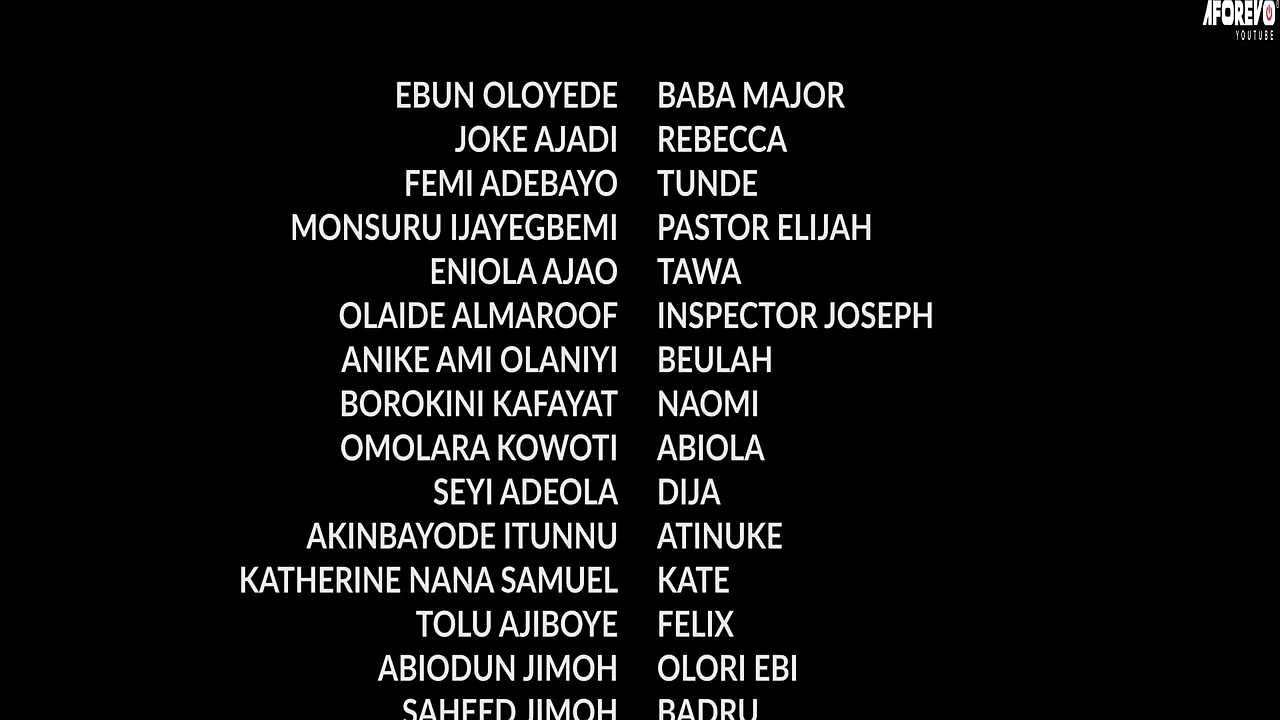 AFOREVO
YOUTUBE
EBUN OLOYEDE BABA MAJOR
JOKE AJADI REBECCA
FEMI ADEBAYO TUNDE
MONSURU IJAYEGBEMI PASTOR ELIJAH
ENIOLA AJAO TAWA
OLAIDE ALMAROOF INSPECTOR JOSEPH
ANIKE AMI OLANIYI BEULAH
BOROKINI KAFAYAT NAOMI
OMOLARA KOWOTI ABIOLA
SEYI ADEOLA DIJA
AKINBAYODE ITUNNU ATINUKE
KATHERINE NANA SAMUEL KATE
TOLU AJIBOYE FELIX
ABIODUN JIMOH OLORI EBI
SAHEED JIMOH BADRU